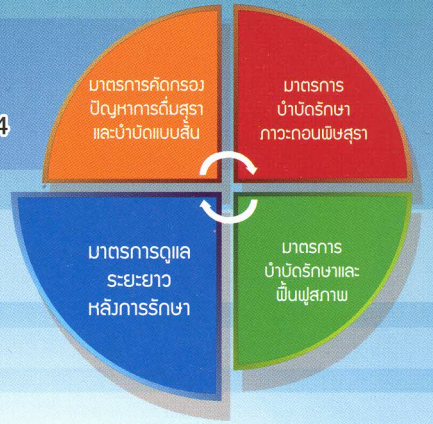 4
มาตรการคัดกรอง
ปัญหาการดื่มสุรา
และบำบัดแบบสั้น
มาตรการ
บำบัดรักษา
ภาวะถอนพิษสุรา
มาตรการดูแล
ระยะยาว
หลังการรักษา
มาตรการ
บำบัดรักษาและ
ฟื้นฟูสภาพ